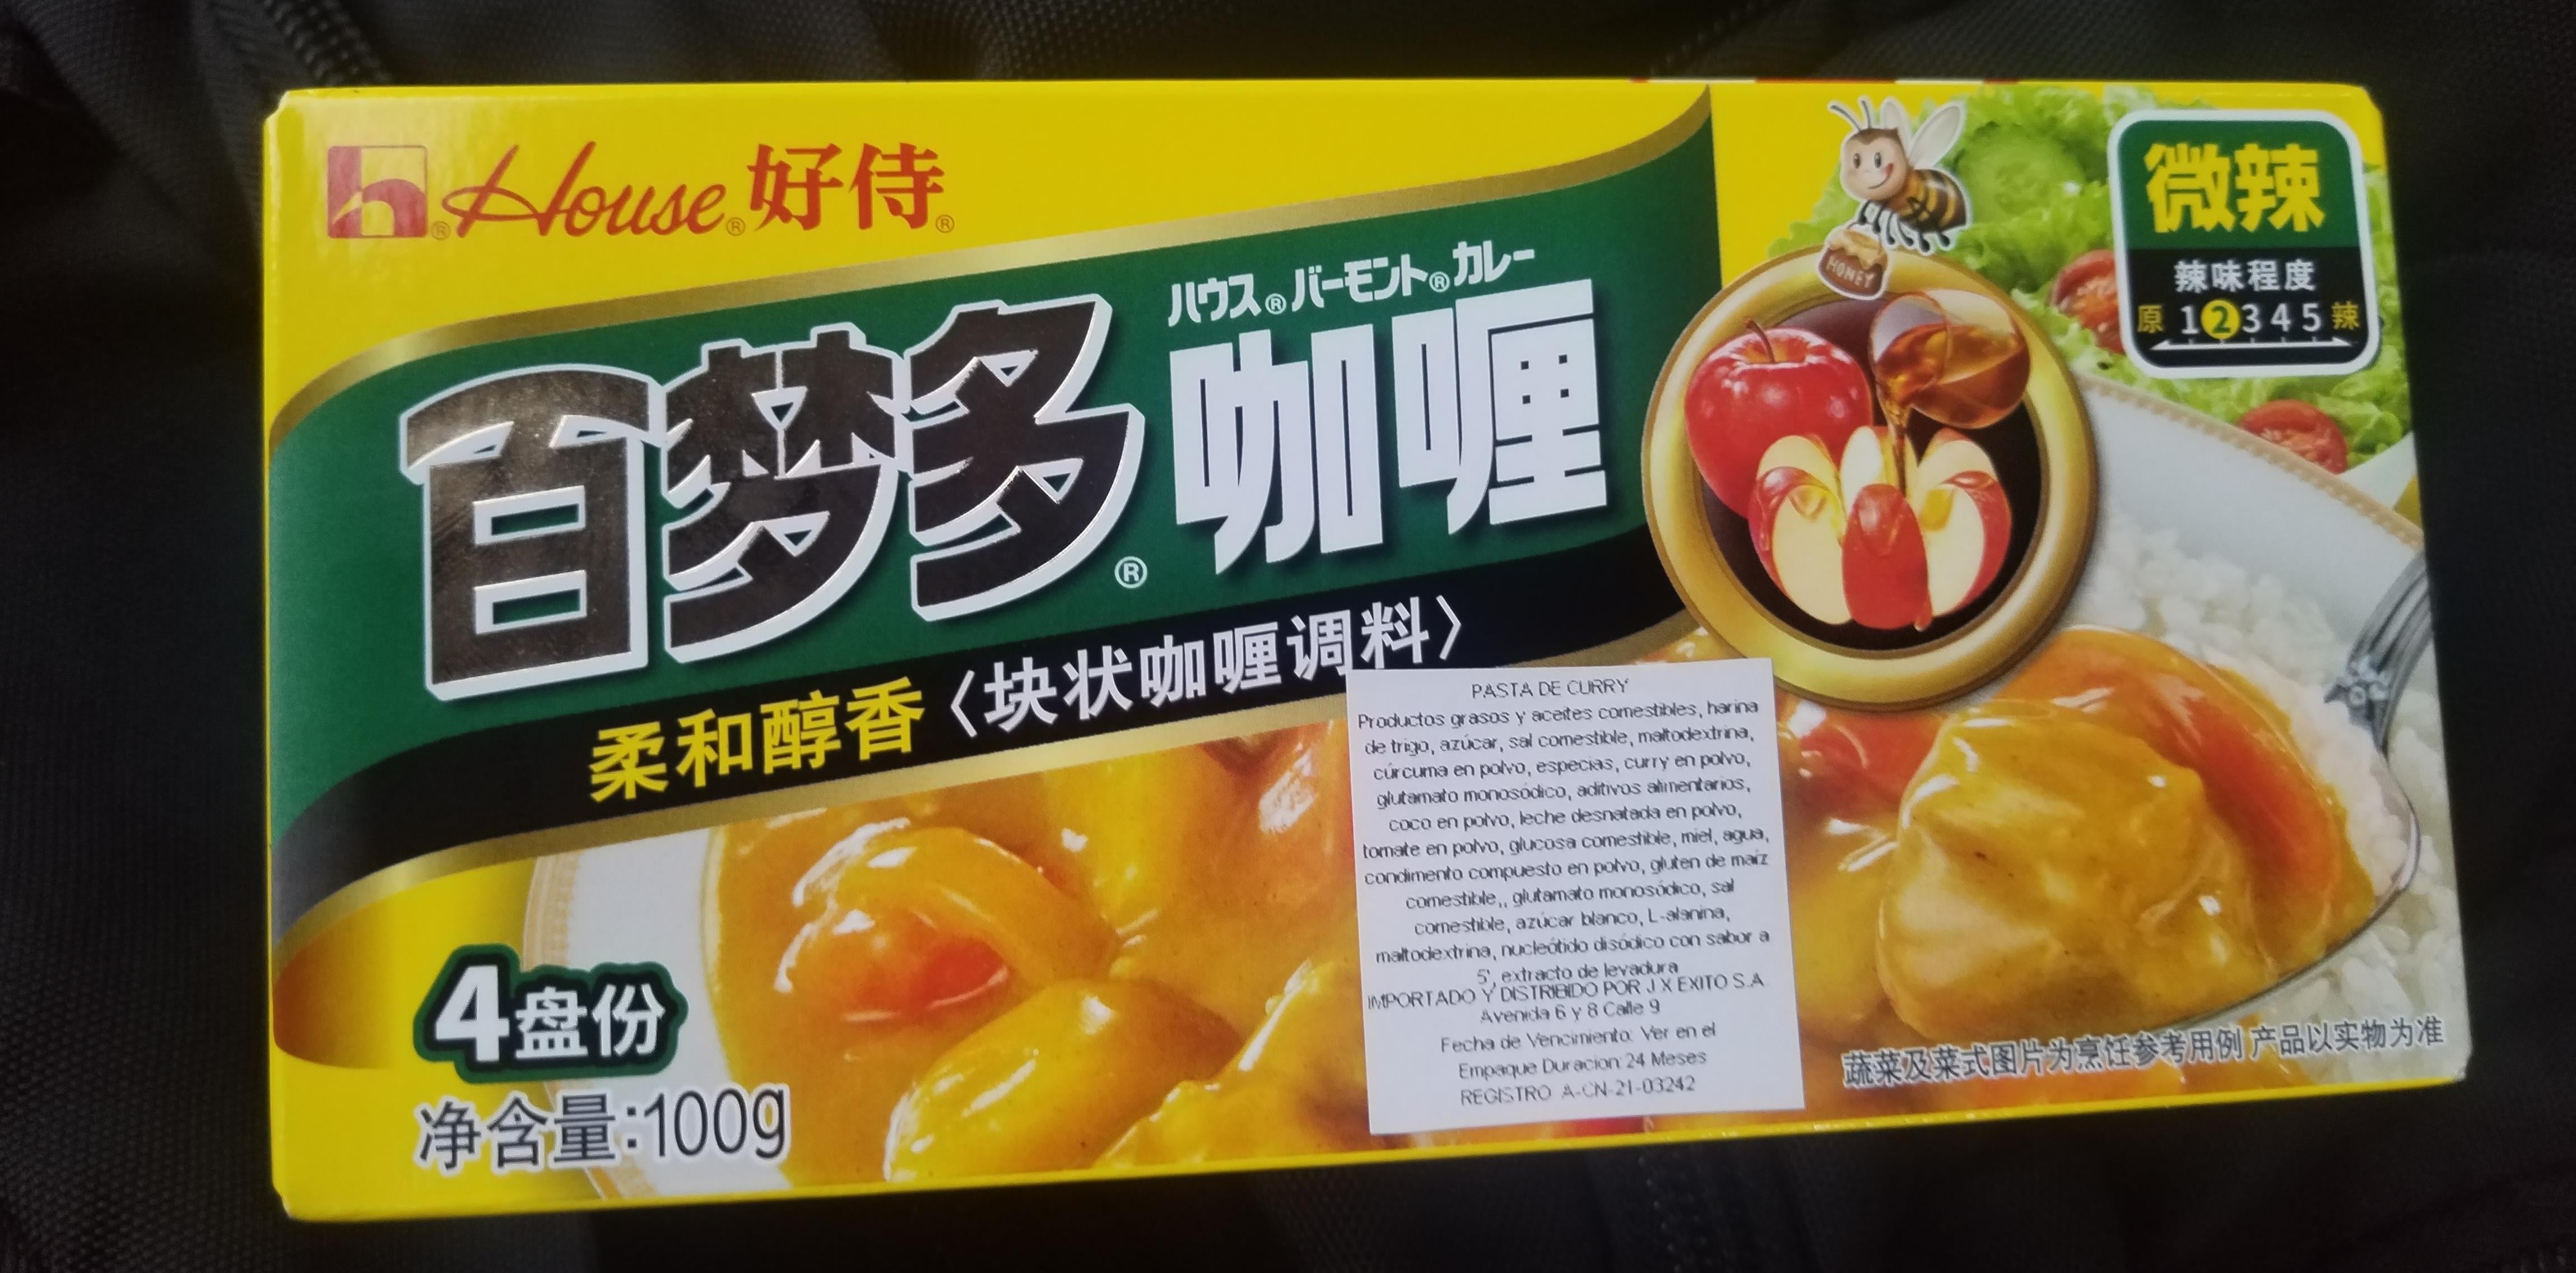 House® 好侍®
ハウス®バーモント®カレー
百梦多®咖喱
柔和醇香〈块状咖喱调料〉
HONEY
微辣
辣味程度
原 1 2 3 4 5 辣
4盘份
净含量:100g
PASTA DE CURRY
Productos grasos y aceites comestibles, harina
de trigo, azúcar, sal comestible, maltodextrina,
cúrcuma en polvo, especias, curry en polvo,
glutamato monosódico, aditivos alimentarios,
coco en polvo, leche desnatada en polvo,
tomate en polvo, glucosa comestible, miel, agua,
condimento compuesto en polvo, gluten de maíz
comestible,, glutamato monosódico, sal
comestible, azúcar blanco, L-alanina,
maltodextrina, nucleótido disódico con sabor a
5', extracto de levadura
IMPORTADO Y DISTRIBIDO POR J X EXITO S.A
Avenida 6 y 8 Calle 9
Fecha de Vencimiento: Ver en el
Empaque Duracion:24 Meses
REGISTRO A-CN-21-03242
蔬菜及菜式图片为烹饪参考用例 产品以实物为准